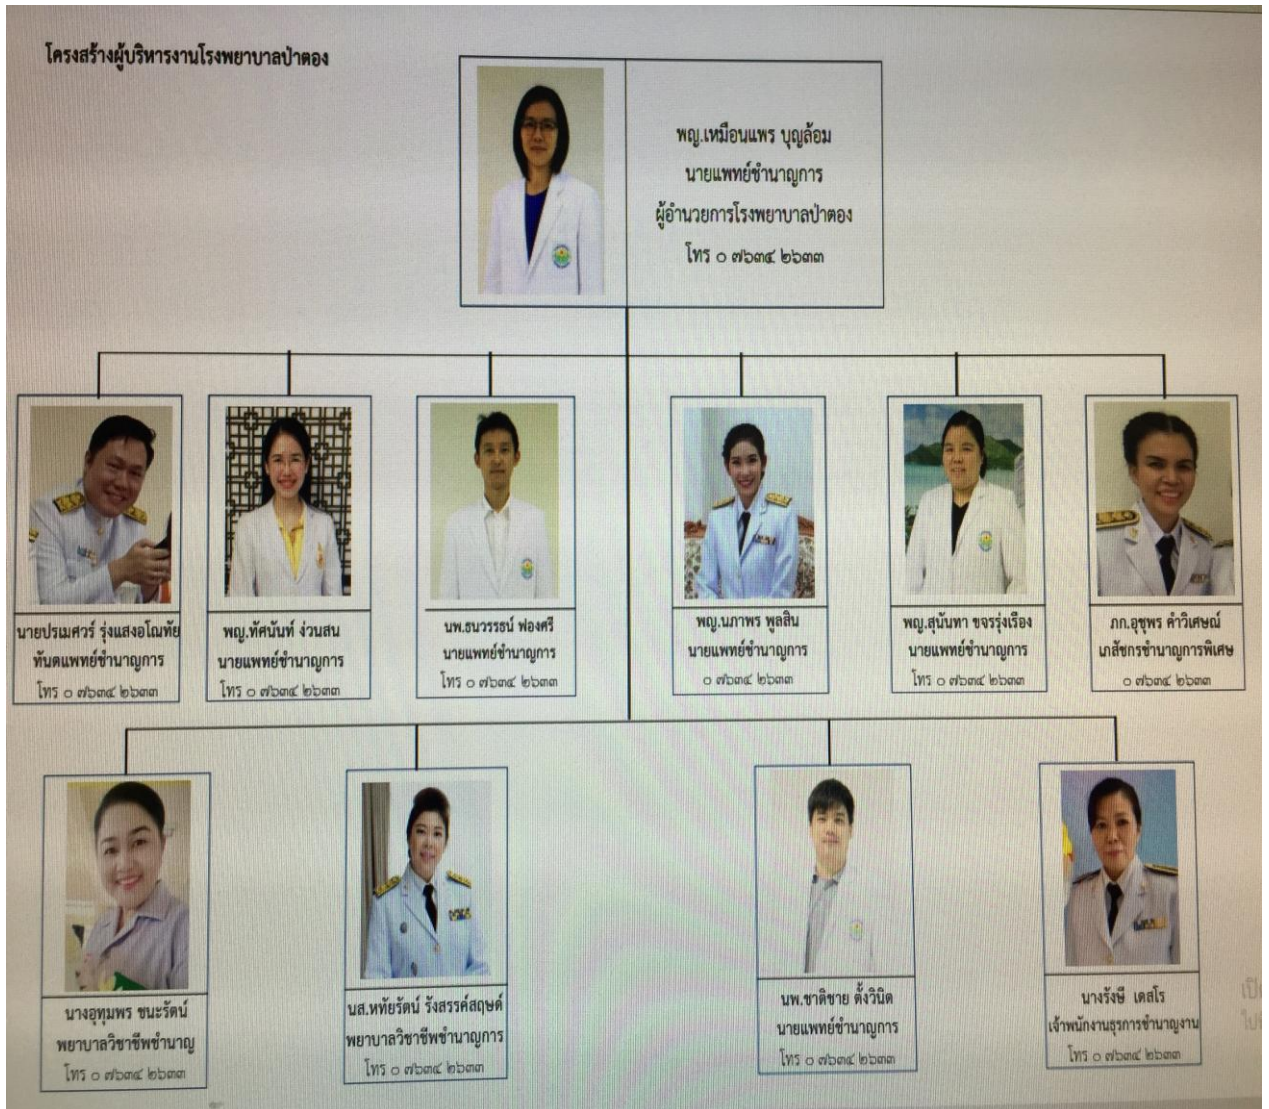 โครงสร้างผู้บริหารงานโรงพยาบาลป่าตอง
พญ.เหมือนแพร บุญล้อม
นายแพทย์ชำนาญการ
ผู้อำนวยการโรงพยาบาลป่าตอง
โทร ๐ ๗๖๓๔ ๒๖๓๓
นายปรเมศวร์ รุ่งแสงอโณทัย
ทันตแพทย์ชำนาญการ
โทร ๐ ๗๖๓๔ ๒๖๓๓
พญ.ทัศนันท์ ง่วนสน
นายแพทย์ชำนาญการ
โทร ๐ ๗๖๓๔ ๒๖๓๓
นพ.ธนวรรธน์ ฟองศรี
นายแพทย์ชำนาญการ
โทร ๐ ๗๖๓๔ ๒๖๓๓
พญ.นภาพร พูลสิน
นายแพทย์ชำนาญการ
๐ ๗๖๓๔ ๒๖๓๓
พญ.สุนันทา ขจรรุ่งเรือง
นายแพทย์ชำนาญการ
โทร ๐ ๗๖๓๔ ๒๖๓๓
ภก.อุชุพร คำวิเศษณ์
เภสัชกรชำนาญการพิเศษ
๐ ๗๖๓๔ ๒๖๓๓
นางอุทุมพร ชนะรัตน์
พยาบาลวิชาชีพชำนาญ
โทร ๐ ๗๖๓๔ ๒๖๓๓
นส.หทัยรัตน์ รังสรรค์สฤษด์
พยาบาลวิชาชีพชำนาญการ
โทร ๐ ๗๖๓๔ ๒๖๓๓
นพ.ชาติชาย ตั้งวินิต
นายแพทย์ชำนาญการ
โทร ๐ ๗๖๓๔ ๒๖๓๓
นางรังษี เดสโร
เจ้าพนักงานธุรการชำนาญงาน
โทร ๐ ๗๖๓๔ ๒๖๓๓